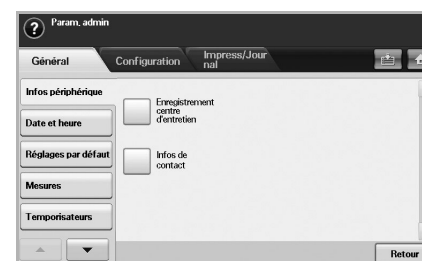 ? Param. admin
Général
Configuration
Impress/Jour
nal
Infos périphérique
Date et heure
Réglages par défaut
Mesures
Temporisateurs
Enregistrement
centre
d'entretien
Infos de
contact
Retour